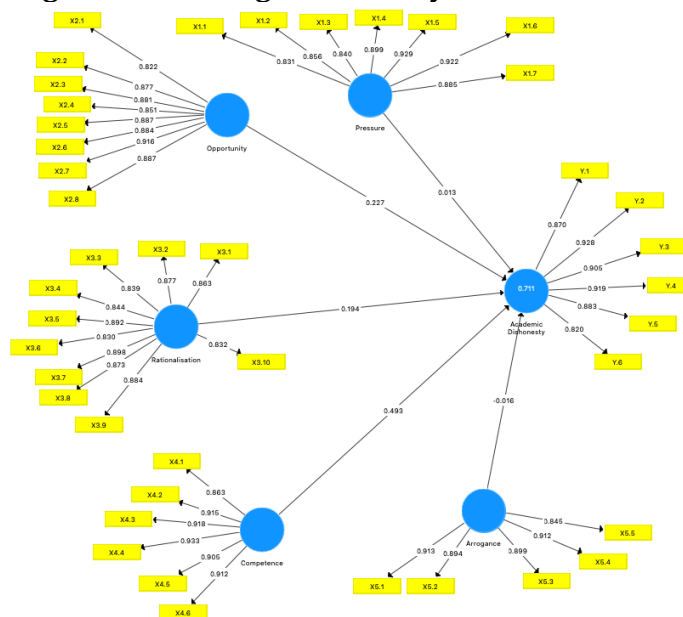 X2.1
X2.2
X2.3
X2.4
X2.5
X2.6
X2.7
X2.8
0.822
0.877
0.881
0.851
0.887
0.884
0.916
0.867
Opportunity
X1.1
X1.2
X1.3
X1.4
X1.5
X1.6
X1.7
0.831
0.856
0.840
0.899
0.929
0.922
0.885
Pressure
0.227
0.013
X3.1
X3.2
X3.3
X3.4
X3.5
X3.6
X3.7
X3.8
X3.9
X3.10
0.863
0.877
0.839
0.844
0.892
0.830
0.898
0.873
0.884
0.832
Rationalisation
0.194
0.711
Academic
Dishonesty
Y.1
Y.2
Y.3
Y.4
Y.5
Y.6
0.870
0.928
0.905
0.919
0.883
0.820
0.493
-0.016
X4.1
X4.2
X4.3
X4.4
X4.5
X4.6
0.863
0.915
0.918
0.933
0.905
0.912
Competence
Arrogance
0.913
0.894
0.899
0.912
0.845
X5.1
X5.2
X5.3
X5.4
X5.5